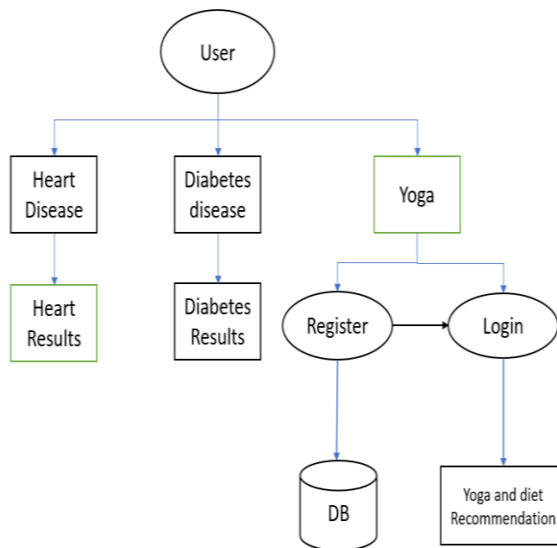 User
Heart
Disease
Diabetes
disease
Yoga
Heart
Results
Diabetes
Results
Register
Login
DB
Yoga and diet
Recommendation